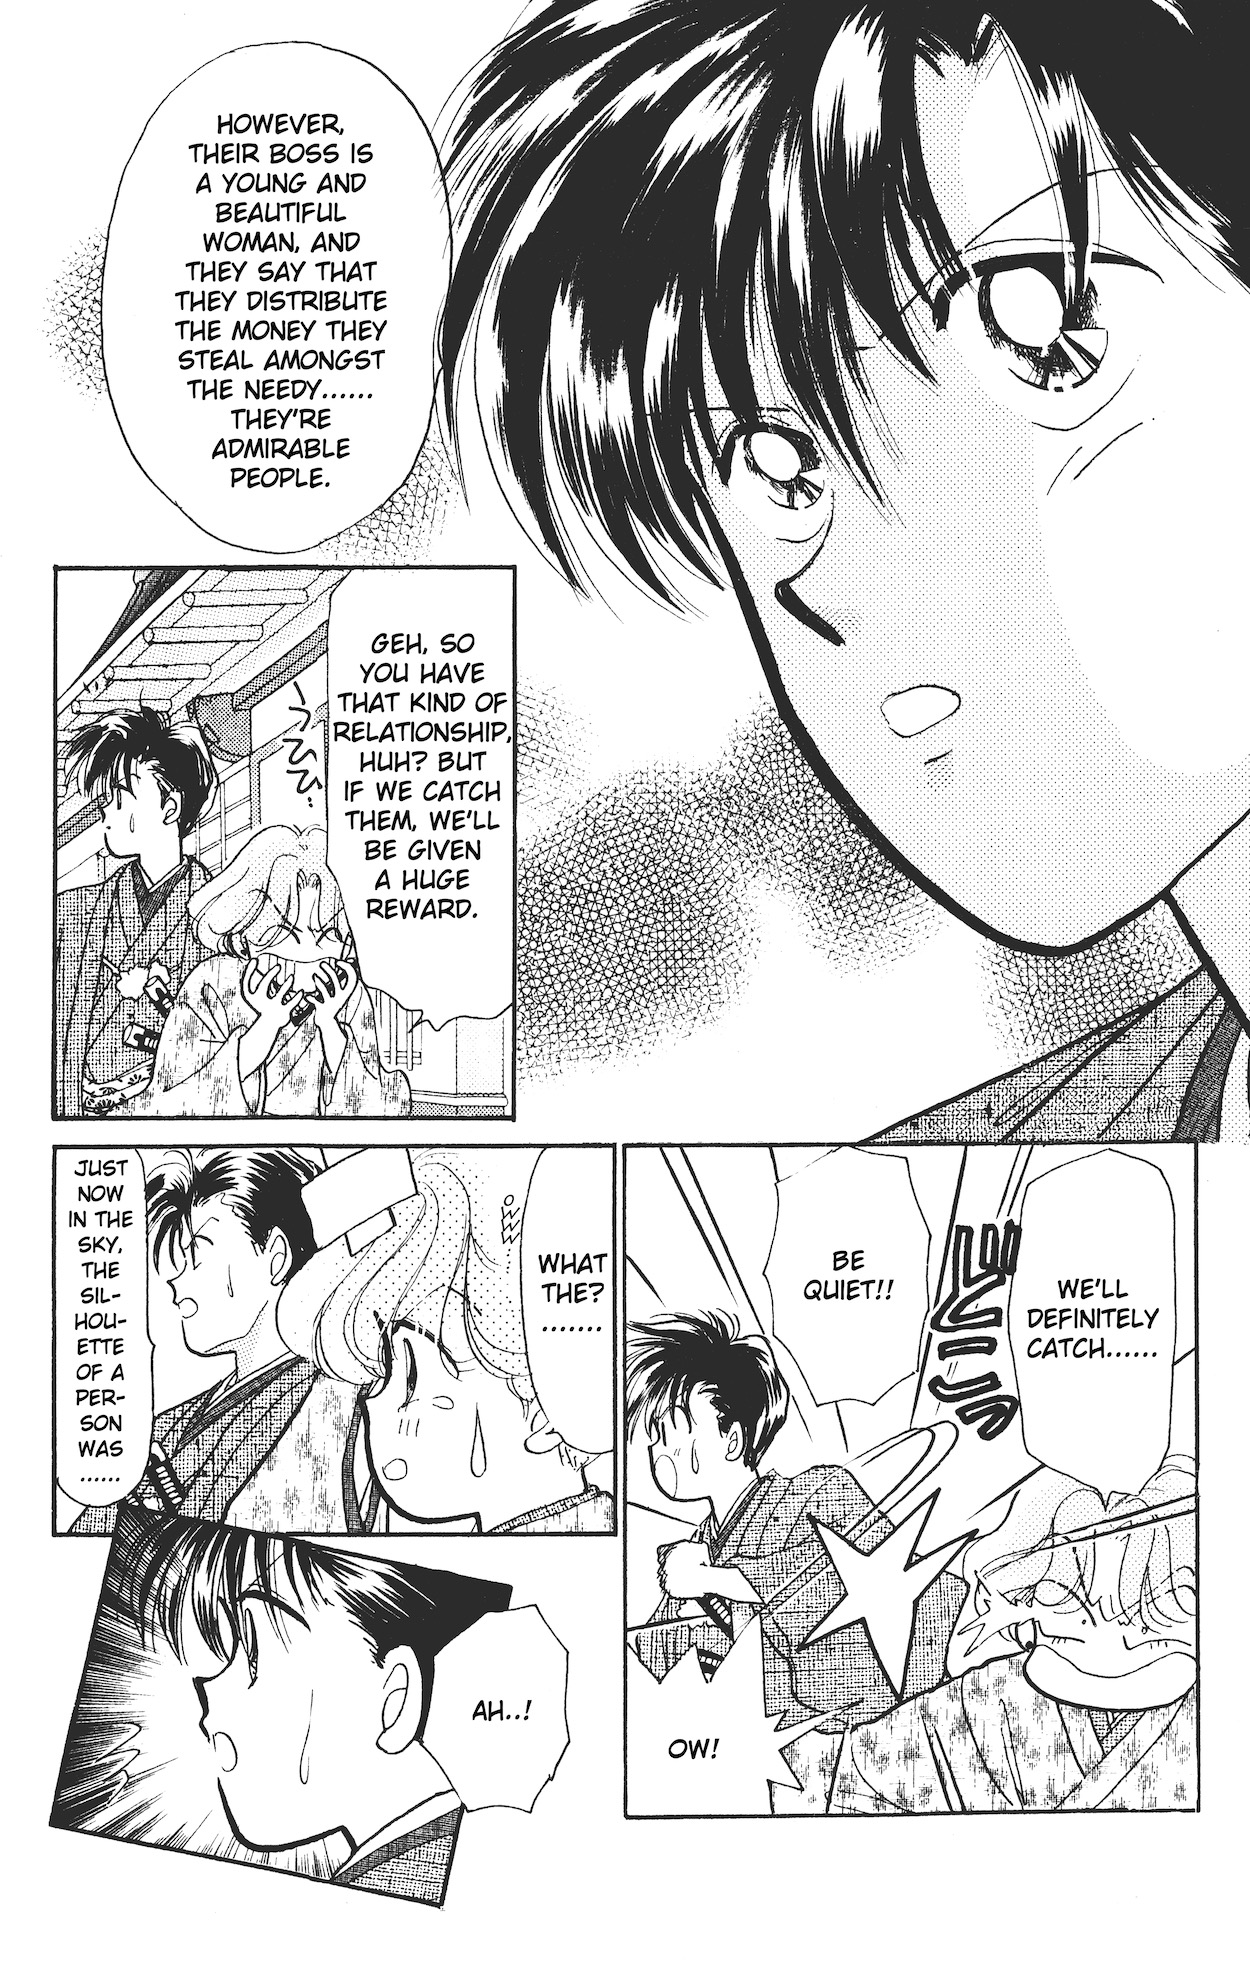 HOWEVER,
THEIR BOSS IS
A YOUNG AND
BEAUTIFUL
WOMAN, AND
THEY SAY THAT
THEY DISTRIBUTE
THE MONEY THEY
STEAL AMONGST
THE NEEDY......
THEY'RE
ADMIRABLE
PEOPLE.
GEH, SO
YOU HAVE
THAT KIND OF
RELATIONSHIP,
HUH? BUT
IF WE CATCH
THEM, WE'LL
BE GIVEN
A HUGE
REWARD.
うひひ..
WE'LL
DEFINITELY
CATCH......
BE
QUIET!!
OW!
WHAT
THE?
.......
JUST
NOW
IN THE
SKY,
THE
SIL-
HOU-
ETTE
OF A
PER-
SON
WAS
......
AH..!